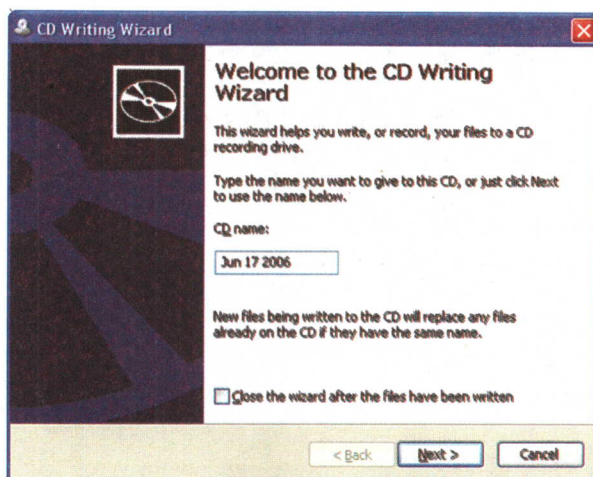 CD Writing Wizard
Welcome to the CD Writing
Wizard
This wizard helps you write, or record, your files to a CD
recording drive.
Type the name you want to give to this CD, or just click Next
to use the name below.
CD name:
Jun 17 2006
New files being written to the CD will replace any files
already on the CD if they have the same name.
Close the wizard after the files have been written
< Back Next > Cancel